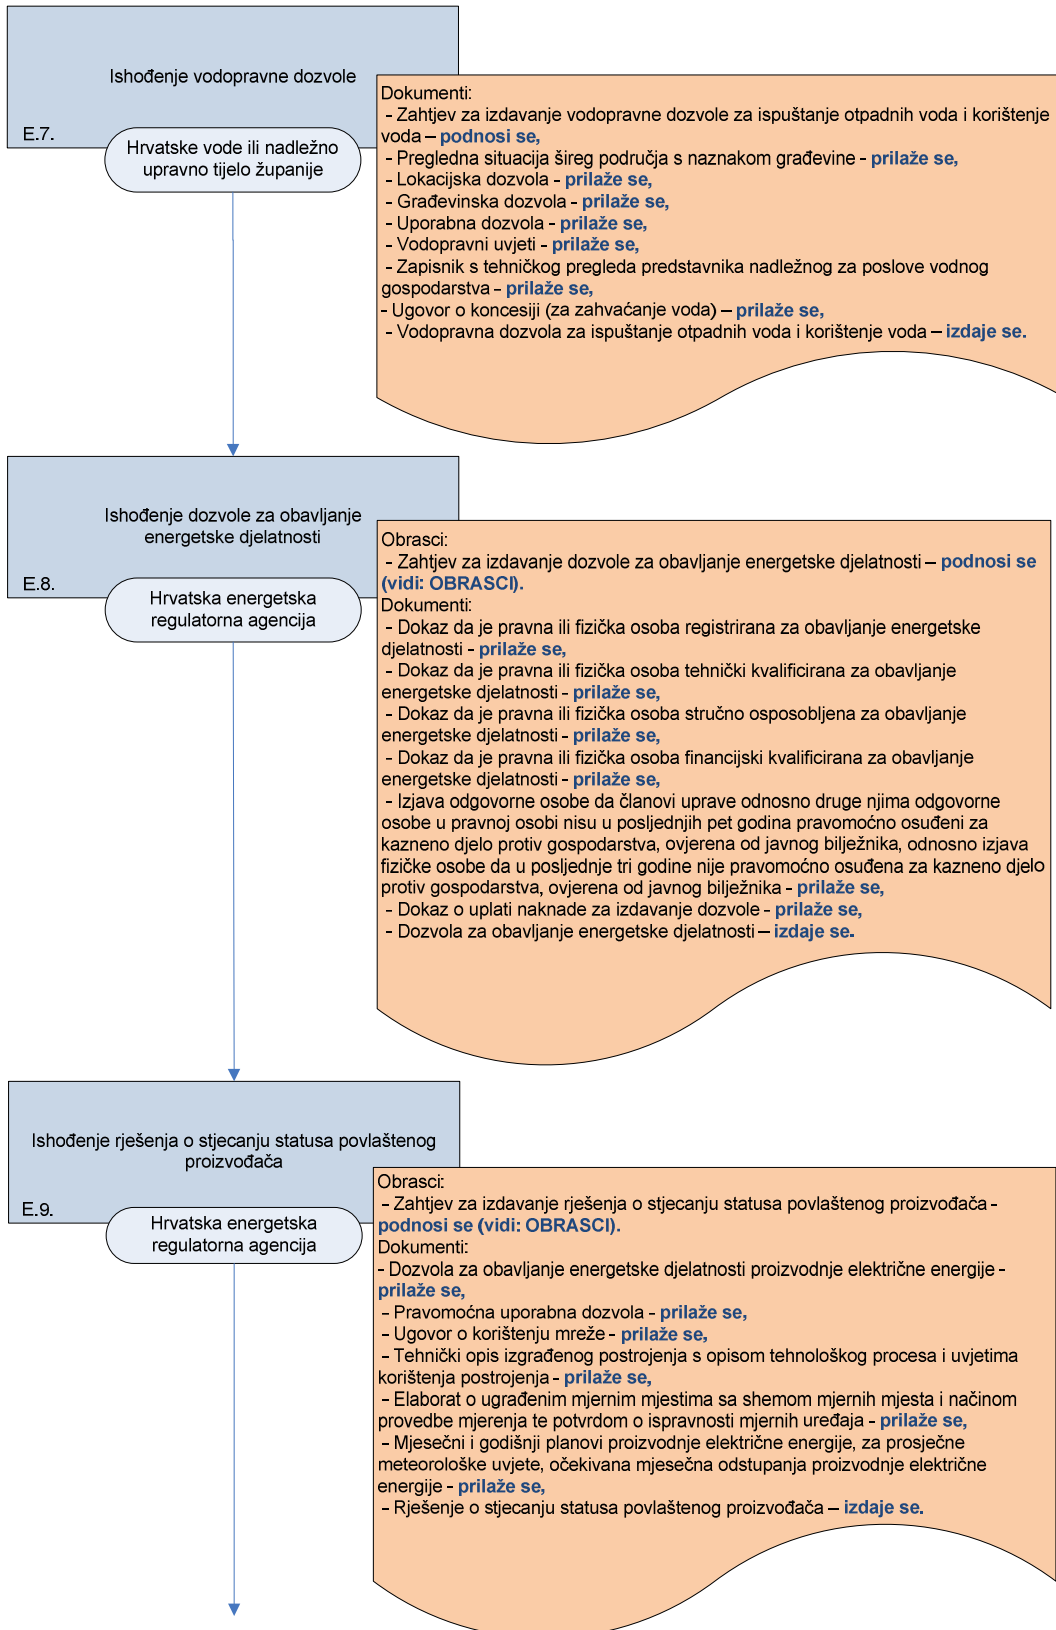 Ishođenje vodopravne dozvole
E.7.
Hrvatske vode ili nadležno
upravno tijelo županije
Dokumenti:
- Zahtjev za izdavanje vodopravne dozvole za ispuštanje otpadnih voda i korištenje
voda – podnosi se,
- Pregledna situacija šireg područja s naznakom građevine - prilaže se,
- Lokacijska dozvola - prilaže se,
- Građevinska dozvola - prilaže se,
- Uporabna dozvola - prilaže se,
- Vodopravni uvjeti - prilaže se,
- Zapisnik s tehničkog pregleda predstavnika nadležnog za poslove vodnog
gospodarstva - prilaže se,
- Ugovor o koncesiji (za zahvaćanje voda) – prilaže se,
- Vodopravna dozvola za ispuštanje otpadnih voda i korištenje voda – izdaje se.
Ishođenje dozvole za obavljanje
energetske djelatnosti
E.8.
Hrvatska energetska
regulatorna agencija
Obrasci:
- Zahtjev za izdavanje dozvole za obavljanje energetske djelatnosti – podnosi se
(vidi: OBRASCI).
Dokumenti:
- Dokaz da je pravna ili fizička osoba registrirana za obavljanje energetske
djelatnosti - prilaže se,
- Dokaz da je pravna ili fizička osoba tehnički kvalificirana za obavljanje
energetske djelatnosti - prilaže se,
- Dokaz da je pravna ili fizička osoba stručno osposobljena za obavljanje
energetske djelatnosti - prilaže se,
- Dokaz da je pravna ili fizička osoba financijski kvalificirana za obavljanje
energetske djelatnosti - prilaže se,
- Izjava odgovorne osobe da članovi uprave odnosno druge njima odgovorne
osobe u pravnoj osobi nisu u posljednjih pet godina pravomoćno osuđeni za
kazneno djelo protiv gospodarstva, ovjerena od javnog bilježnika, odnosno izjava
fizičke osobe da u posljednje tri godine nije pravomoćno osuđena za kazneno djelo
protiv gospodarstva, ovjerena od javnog bilježnika - prilaže se,
- Dokaz o uplati naknade za izdavanje dozvole - prilaže se,
- Dozvola za obavljanje energetske djelatnosti – izdaje se.
Ishođenje rješenja o stjecanju statusa povlaštenog
proizvođača
E.9.
Hrvatska energetska
regulatorna agencija
Obrasci:
- Zahtjev za izdavanje rješenja o stjecanju statusa povlaštenog proizvođača -
podnosi se (vidi: OBRASCI).
Dokumenti:
- Dozvola za obavljanje energetske djelatnosti proizvodnje električne energije -
prilaže se,
- Pravomoćna uporabna dozvola - prilaže se,
- Ugovor o korištenju mreže - prilaže se,
- Tehnički opis izgrađenog postrojenja s opisom tehnološkog procesa i uvjetima
korištenja postrojenja - prilaže se,
- Elaborat o ugrađenim mjernim mjestima sa shemom mjernih mjesta i načinom
provedbe mjerenja te potvrdom o ispravnosti mjernih uređaja - prilaže se,
- Mjesečni i godišnji planovi proizvodnje električne energije, za prosječne
meteorološke uvjete, očekivana mjesečna odstupanja proizvodnje električne
energije - prilaže se,
- Rješenje o stjecanju statusa povlaštenog proizvođača – izdaje se.